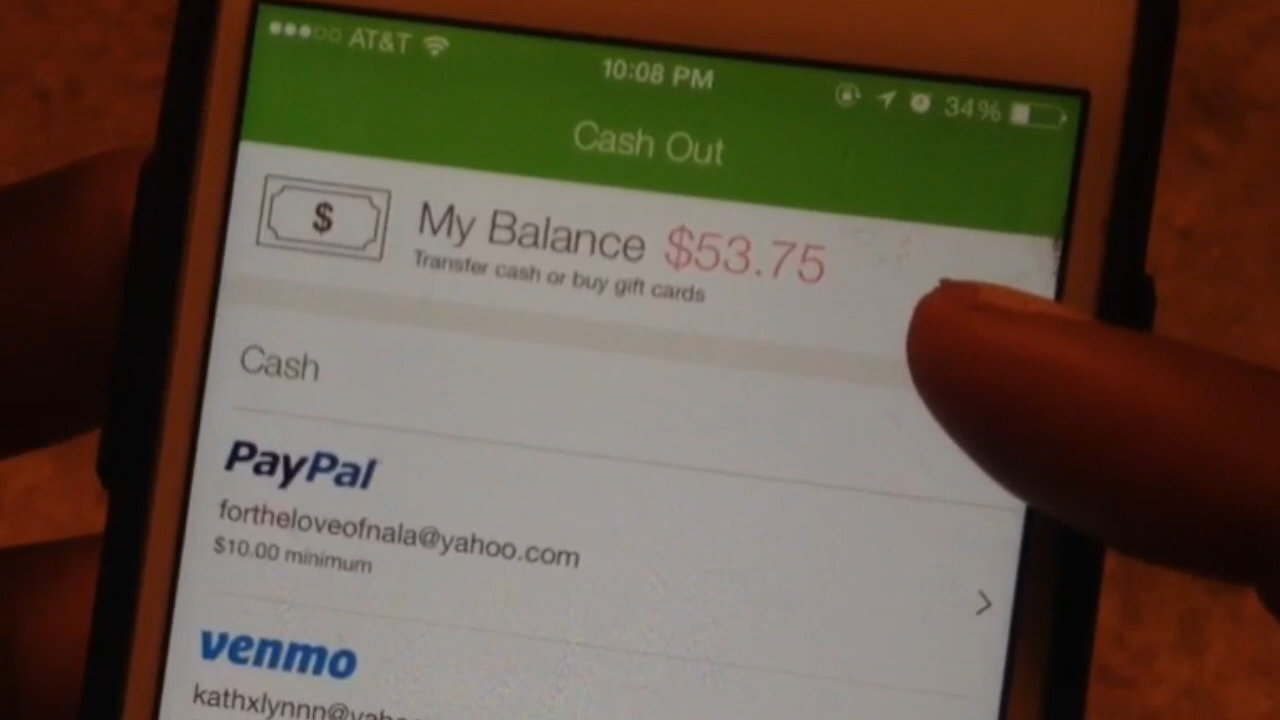 AT&T 10:08 PM 34%
Cash Out
$ My Balance $53.75
Transfer cash or buy gift cards
Cash
PayPal
fortheloveofnala@yahoo.com
$10.00 minimum
venmo